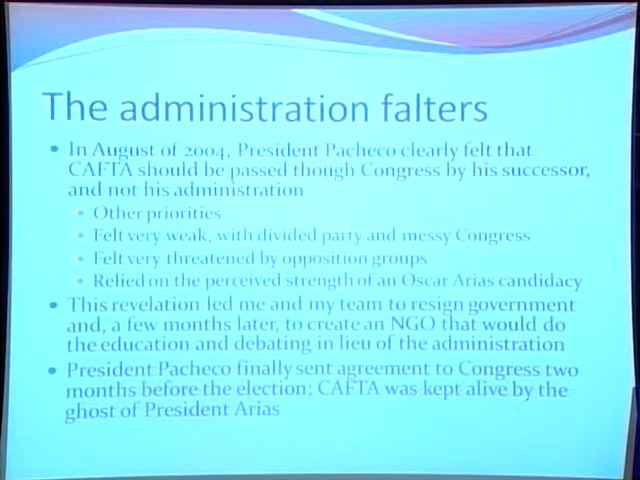 The administration falters
• In August of 2004, President Pacheco clearly felt that
CAFTA should be passed though Congress by his successor,
and not his administration
• Other priorities
• Felt very weak, with divided party and messy Congress
• Felt very threatened by opposition groups
• Relied on the perceived strength of an Oscar Arias candidacy
• This revelation led me and my team to resign government
and, a few months later, to create an NGO that would do
the education and debating in lieu of the administration
• President Pacheco finally sent agreement to Congress two
months before the election; CAFTA was kept alive by the
ghost of President Arias